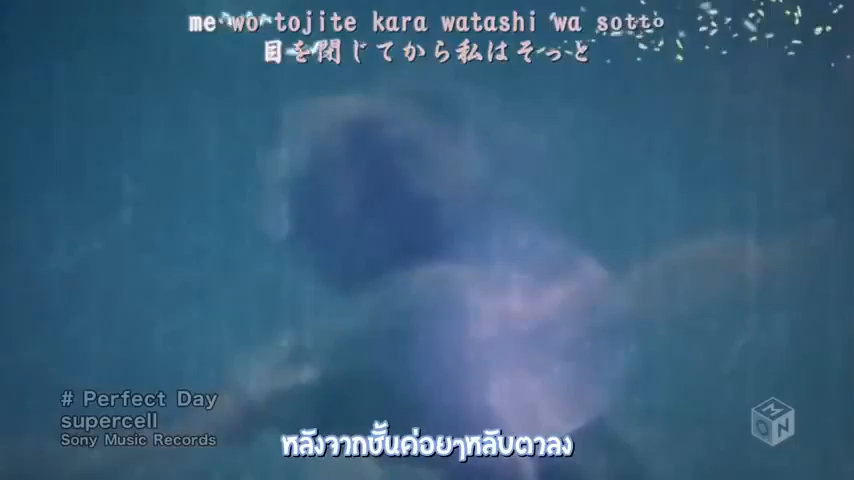 me wo tojite kara watashi wa sotto
目を閉じてから私はそっと
# Perfect Day
supercell
Sony Music Records
M
ON
หลังจากชั้นค่อยๆหลับตาลง